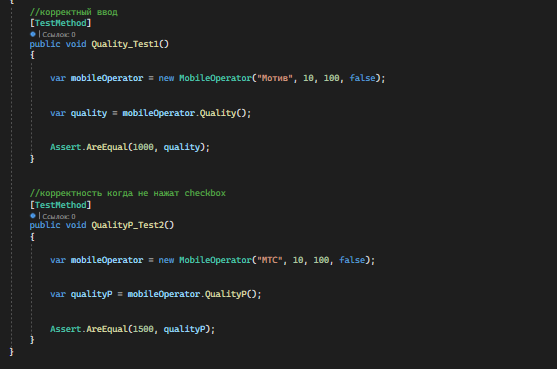 {
//корректный ввод
[TestMethod]
| Ссылок: 0
public void Quality_Test1()
{
var mobileOperator = new MobileOperator("Мотив", 10, 100, false);
var quality = mobileOperator.Quality();
Assert.AreEqual(1000, quality);
}
//корректность когда не нажат checkbox
[TestMethod]
| Ссылок: 0
public void QualityP_Test2()
{
var mobileOperator = new MobileOperator("МТС", 10, 100, false);
var qualityP = mobileOperator.QualityP();
Assert.AreEqual(1500, qualityP);
}
}